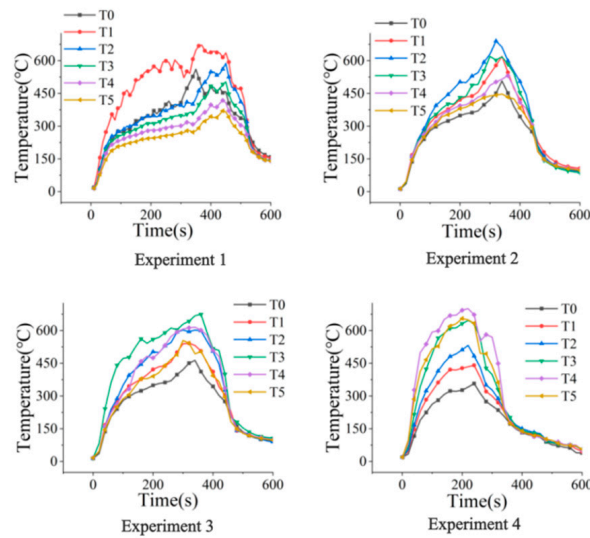 Temperature(°C)
600
450
300
150
0
0 200 400 600
Time(s)
T0
T1
T2
T3
T4
T5
Experiment 1
Temperature(°C)
600
450
300
150
0
0 200 400 600
Time(s)
T0
T1
T2
T3
T4
T5
Experiment 2
Temperature(°C)
600
450
300
150
0
0 200 400 600
Time(s)
T0
T1
T2
T3
T4
T5
Experiment 3
Temperature(°C)
600
450
300
150
0
0 200 400 600
Time(s)
T0
T1
T2
T3
T4
T5
Experiment 4